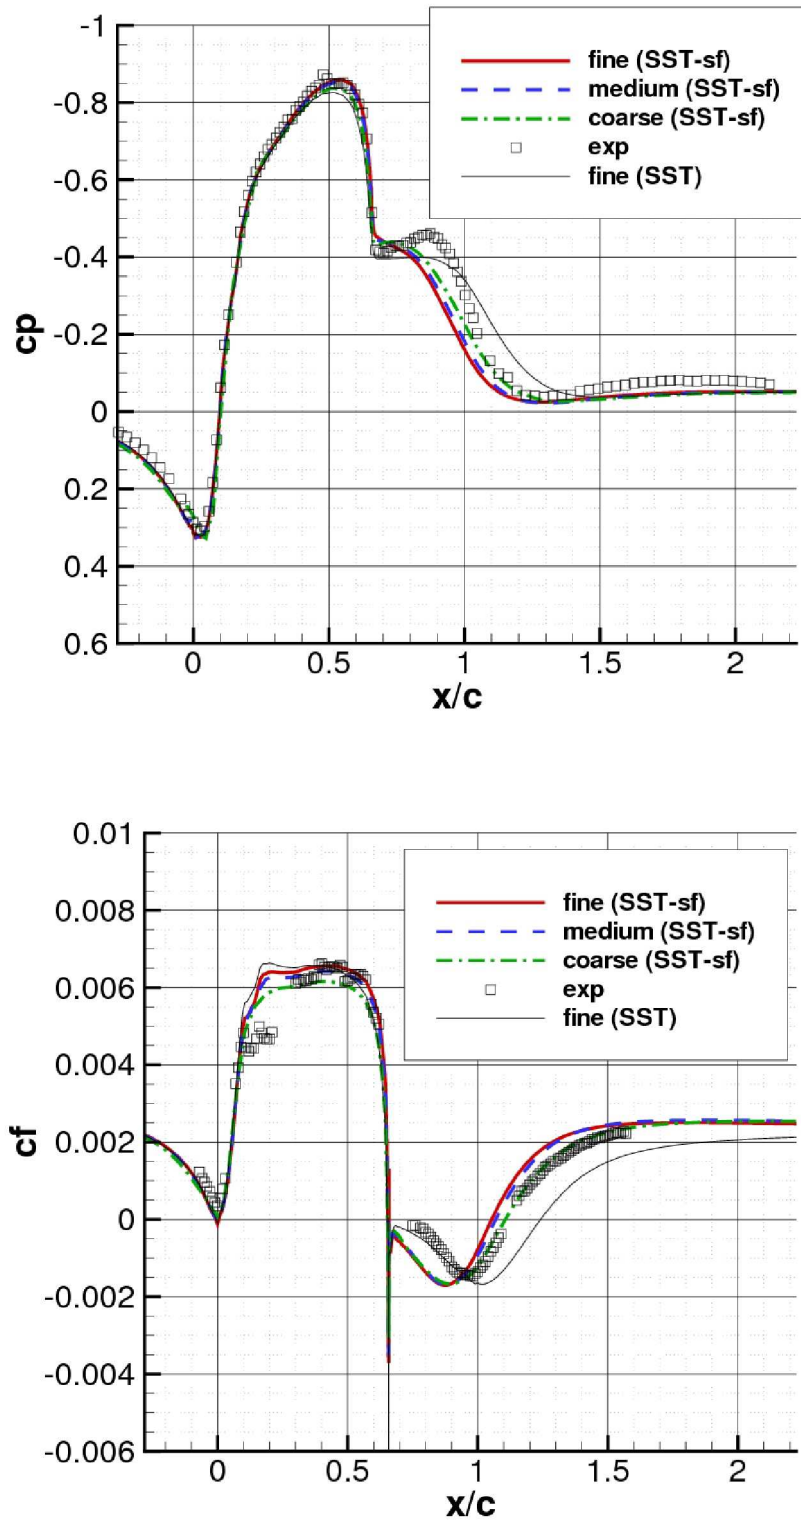 -1
-0.8
-0.6
-0.4
-0.2
0
0.2
0.4
0.6
cp
fine (SST-sf)
medium (SST-sf)
coarse (SST-sf)
exp
fine (SST)
0 0.5 1 1.5 2
x/c
0.01
0.008
0.006
0.004
0.002
0
-0.002
-0.004
-0.006
cf
fine (SST-sf)
medium (SST-sf)
coarse (SST-sf)
exp
fine (SST)
0 0.5 1 1.5 2
x/c